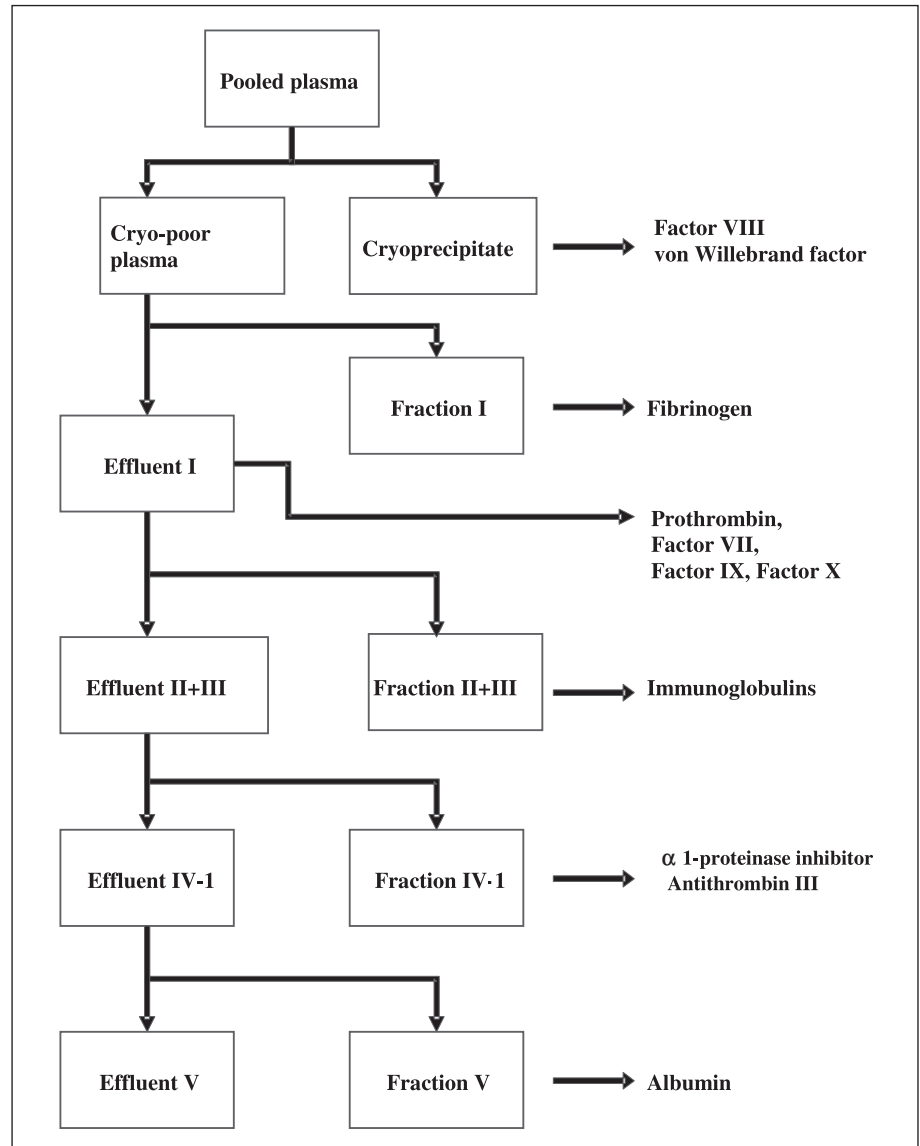 Pooled plasma
Cryo-poor
plasma
Cryoprecipitate
Factor VIII
von Willebrand factor
Fraction I
Fibrinogen
Effluent I
Prothrombin,
Factor VII,
Factor IX, Factor X
Effluent II+III
Fraction II+III
Immunoglobulins
Effluent IV-1
Fraction IV·1
α 1-proteinase inhibitor
Antithrombin III
Effluent V
Fraction V
Albumin